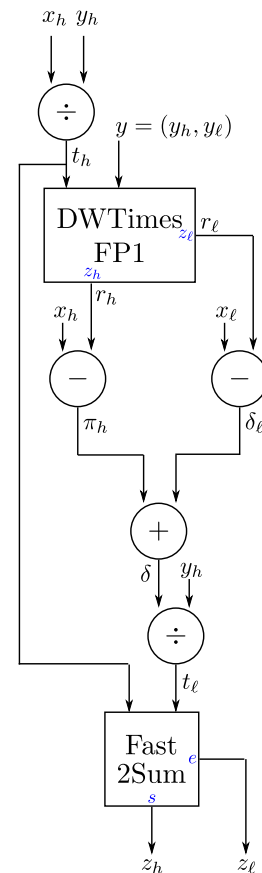 x_h y_h
÷
y = (y_h, y_ℓ)
t_h
DWTimes
FP1
z_ℓ
z_h
r_ℓ
r_h
x_h
x_ℓ
−
−
π_h
δ_ℓ
+
δ
y_h
÷
t_ℓ
Fast
2Sum
e
s
z_h
z_ℓ